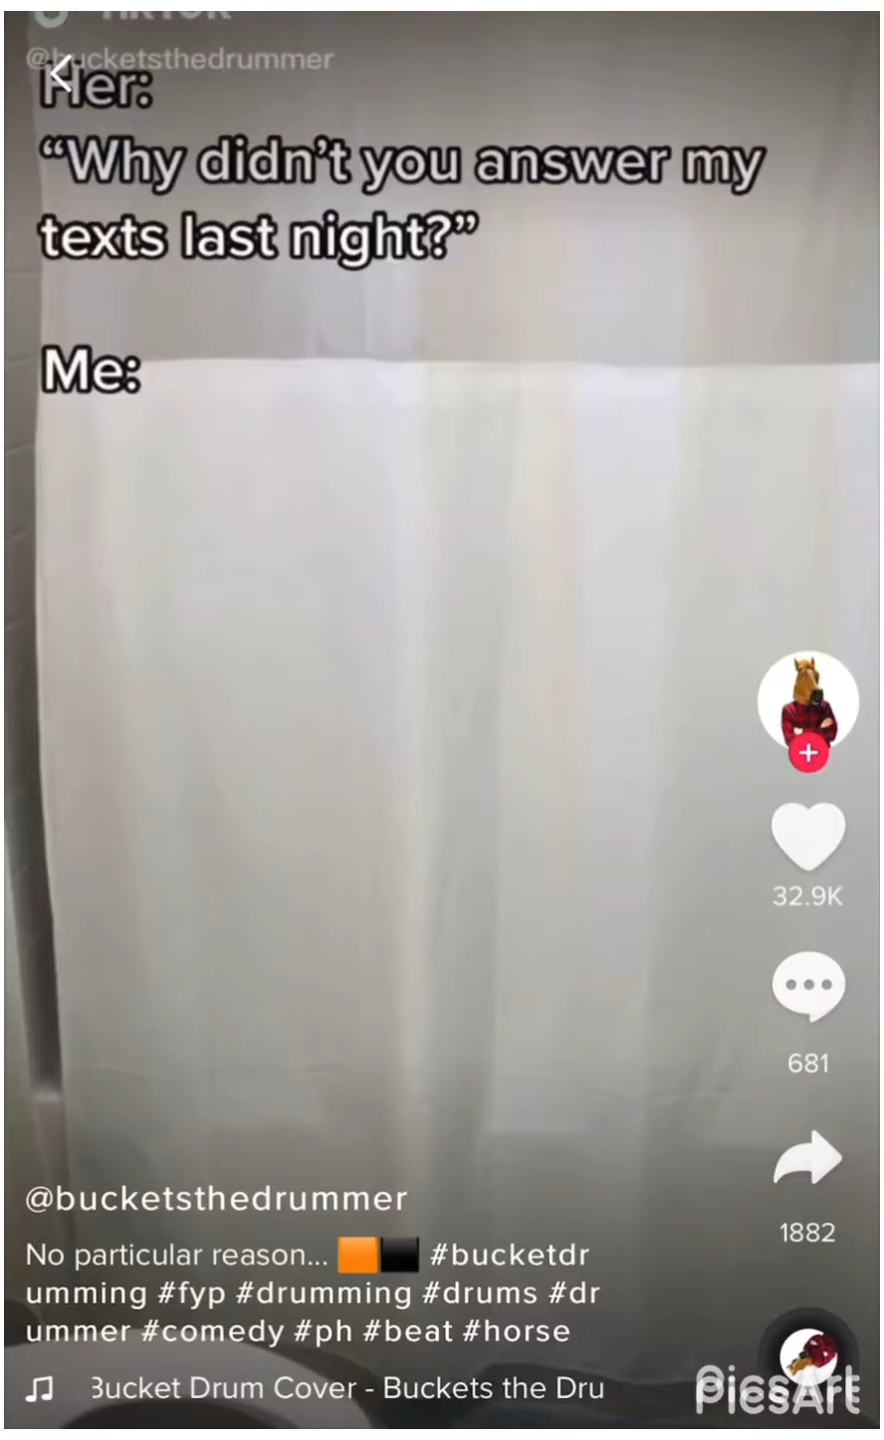 TikTok
@bucketsthedrummer
Her:
“Why didn’t you answer my
texts last night?”
Me:
32.9K
681
1882
@bucketsthedrummer
No particular reason... 🟧⬛ #bucketdr
umming #fyp #drumming #drums #dr
ummer #comedy #ph #beat #horse
Bucket Drum Cover - Buckets the Dru
PicsArt